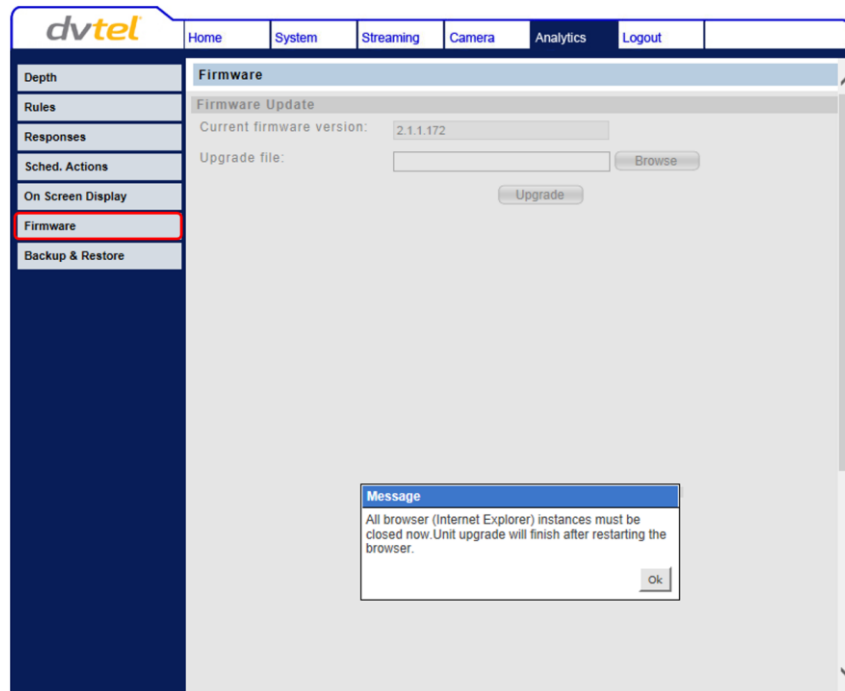 dvtel
Home System Streaming Camera Analytics Logout
Depth
Rules
Responses
Sched. Actions
On Screen Display
Firmware
Backup & Restore
Firmware
Firmware Update
Current firmware version: 2.1.1.172
Upgrade file: Browse
Upgrade
Message
All browser (Internet Explorer) instances must be
closed now.Unit upgrade will finish after restarting the
browser.
Ok